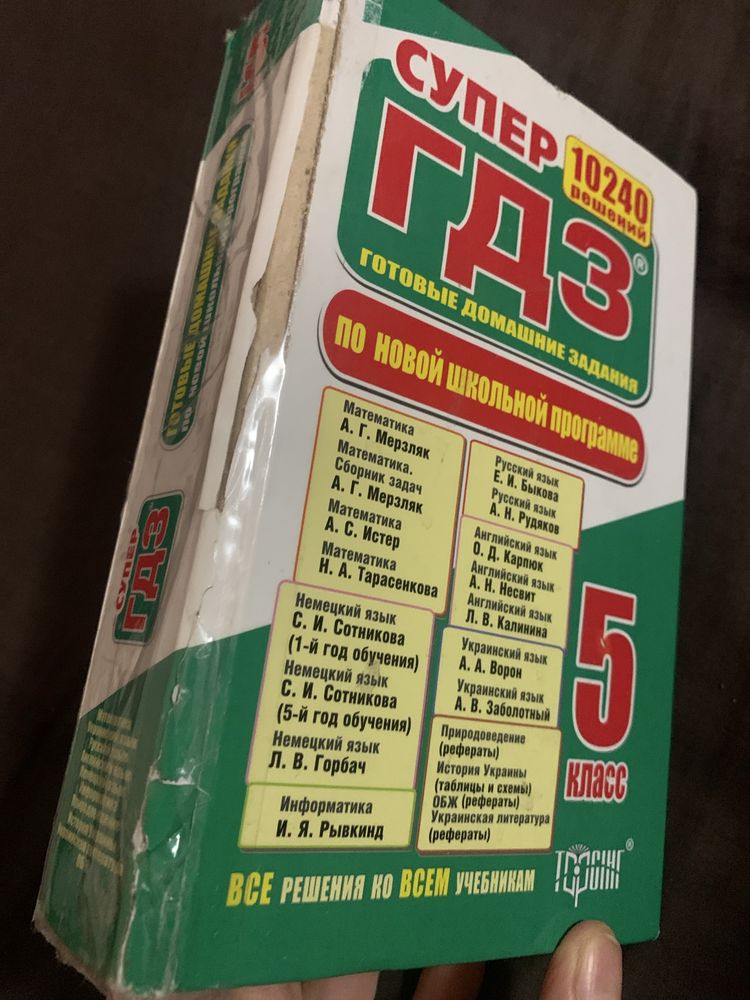 СУПЕР
ГДЗ®
10240
решений
ГОТОВЫЕ ДОМАШНИЕ ЗАДАНИЯ
ПО НОВОЙ ШКОЛЬНОЙ ПРОГРАММЕ
Математика
А. Г. Мерзляк
Математика.
Сборник задач
А. Г. Мерзляк
Математика
А. С. Истер
Математика
Н. А. Тарасенкова
Немецкий язык
С. И. Сотникова
(1-й год обучения)
Немецкий язык
С. И. Сотникова
(5-й год обучения)
Немецкий язык
Л. В. Горбач
Информатика
И. Я. Рывкинд
Русский язык
Е. И. Быкова
Русский язык
А. Н. Рудяков
Английский язык
О. Д. Карпюк
Английский язык
А. Н. Несвит
Английский язык
Л. В. Калинина
Украинский язык
А. А. Ворон
Украинский язык
А. В. Заболотный
Природоведение
(рефераты)
История Украины
(таблицы и схемы)
ОБЖ (рефераты)
Украинская литература
(рефераты)
5
класс
ВСЕ РЕШЕНИЯ КО ВСЕМ УЧЕБНИКАМ
ТОРСІНГ®
СУПЕР
ГДЗ
ГОТОВЫЕ ДОМАШНИЕ